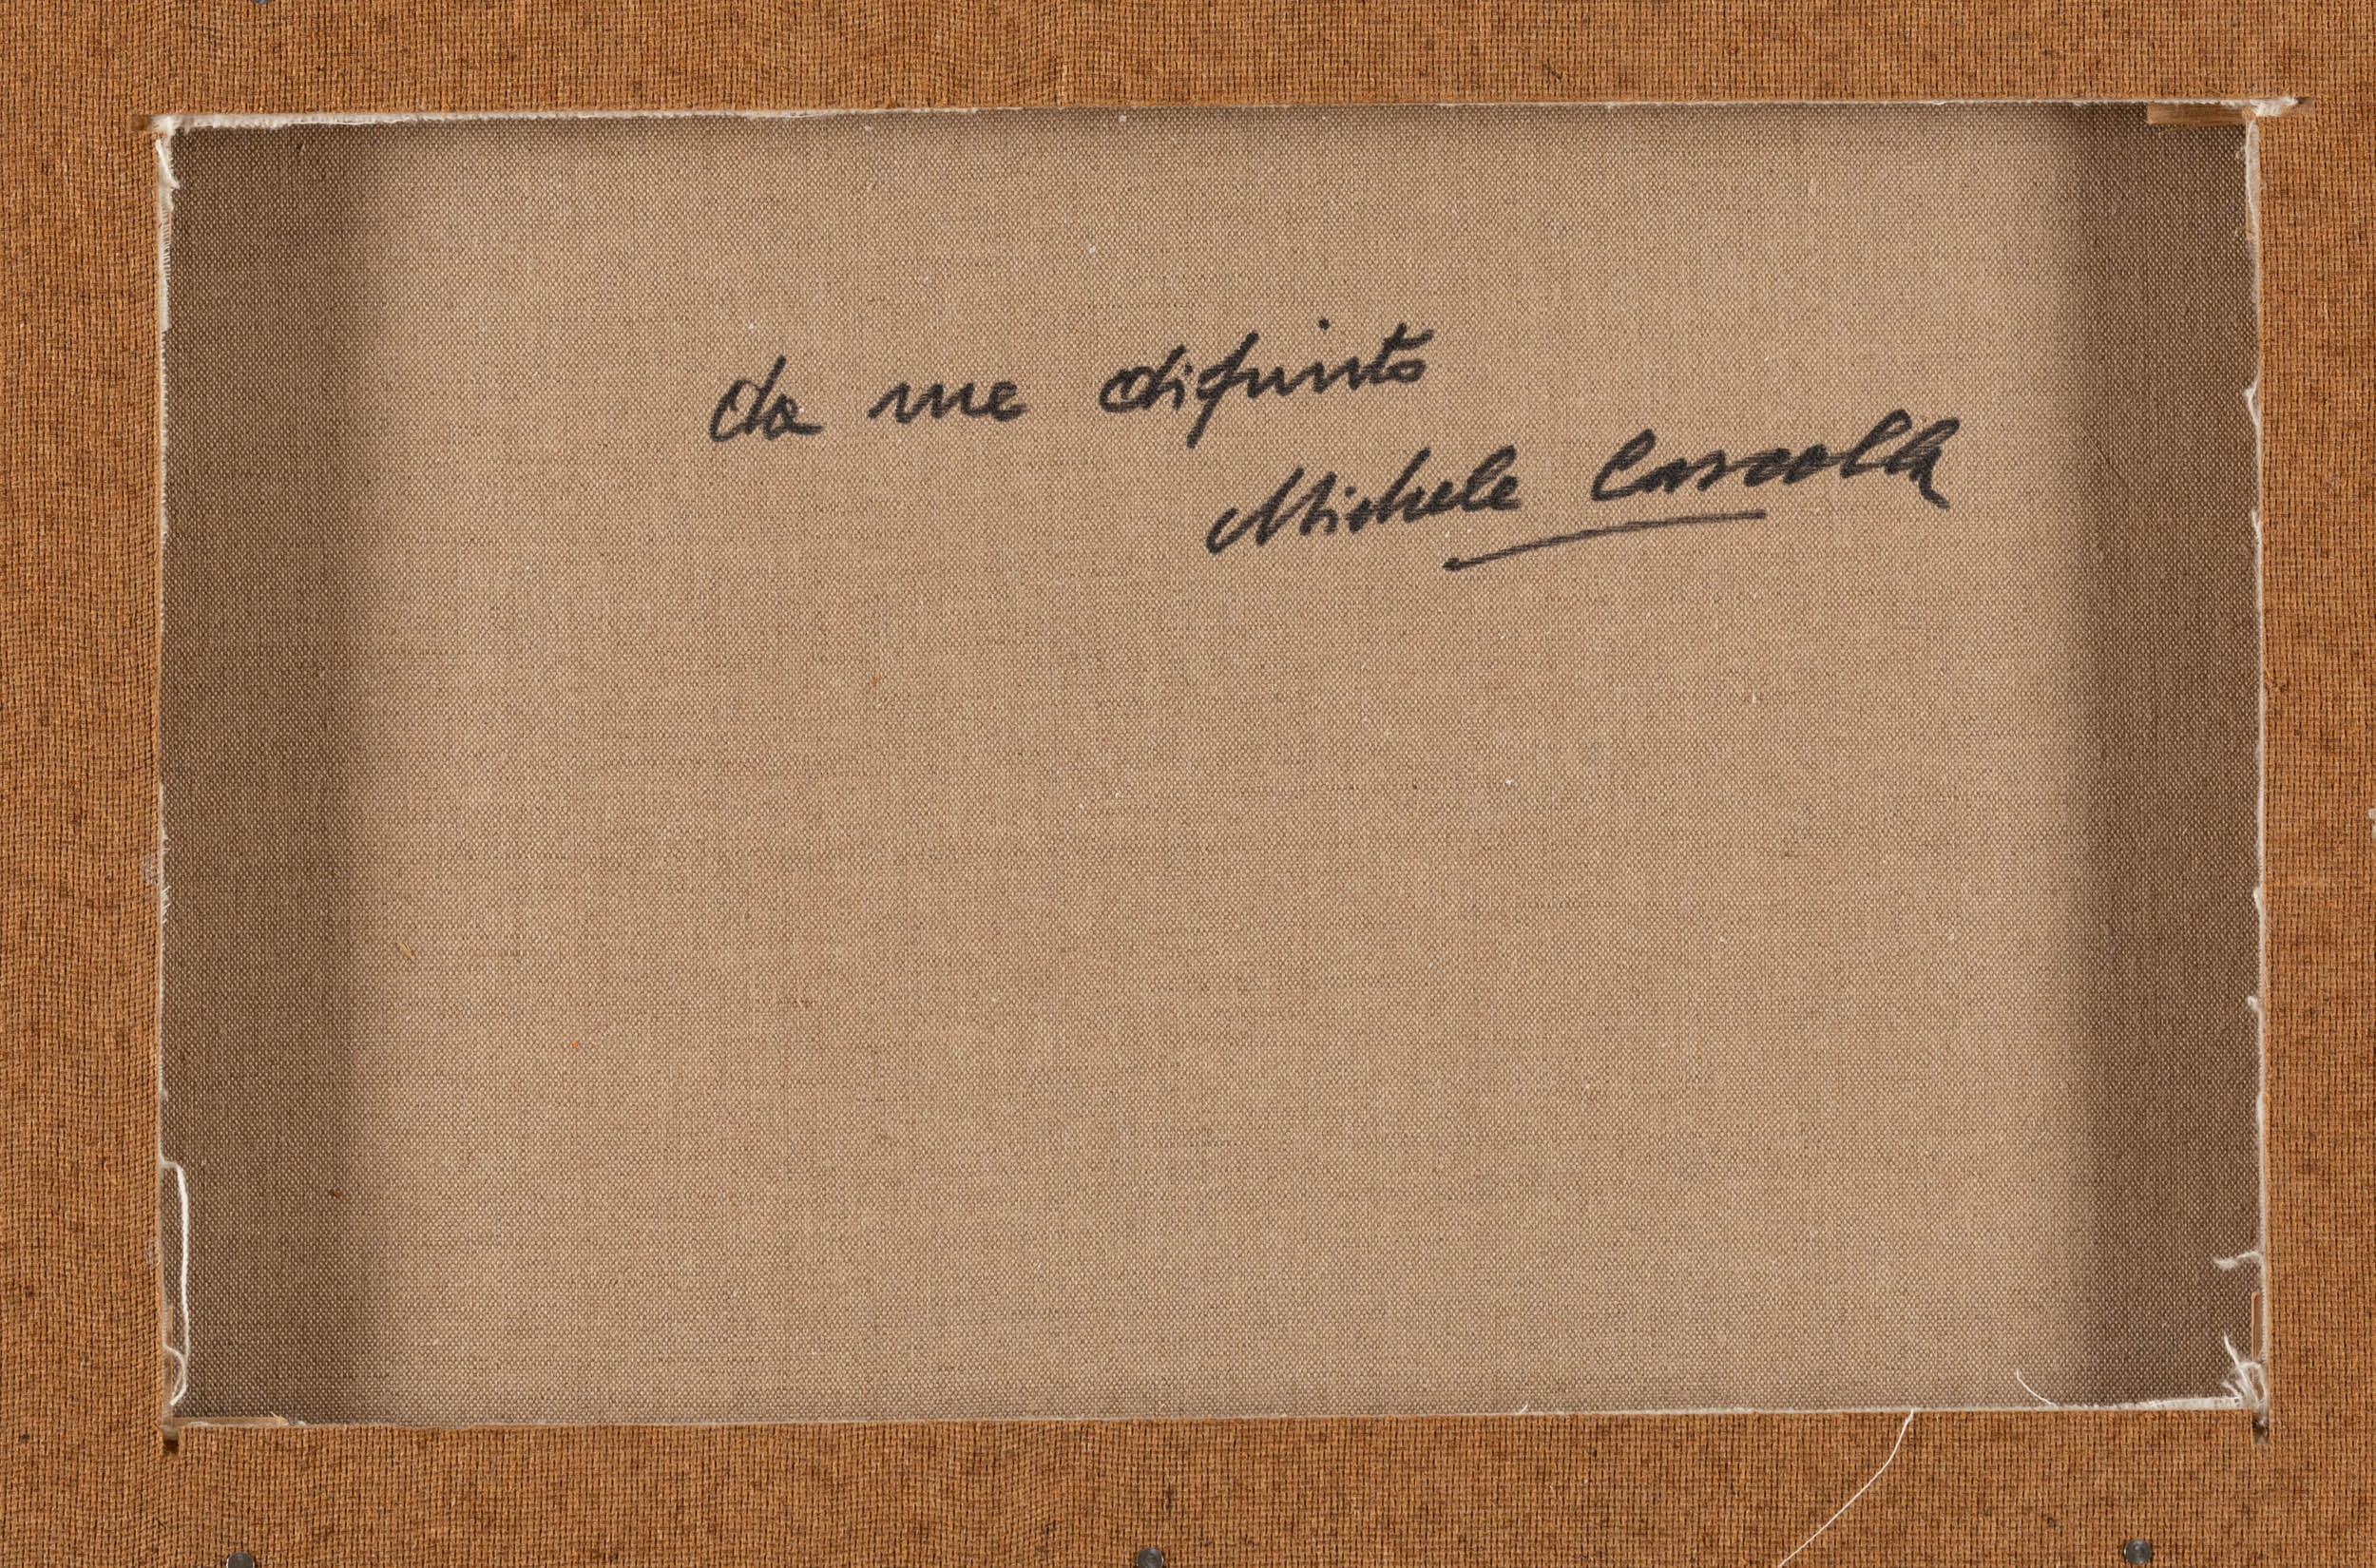 da me dipinto
Michele Cascella